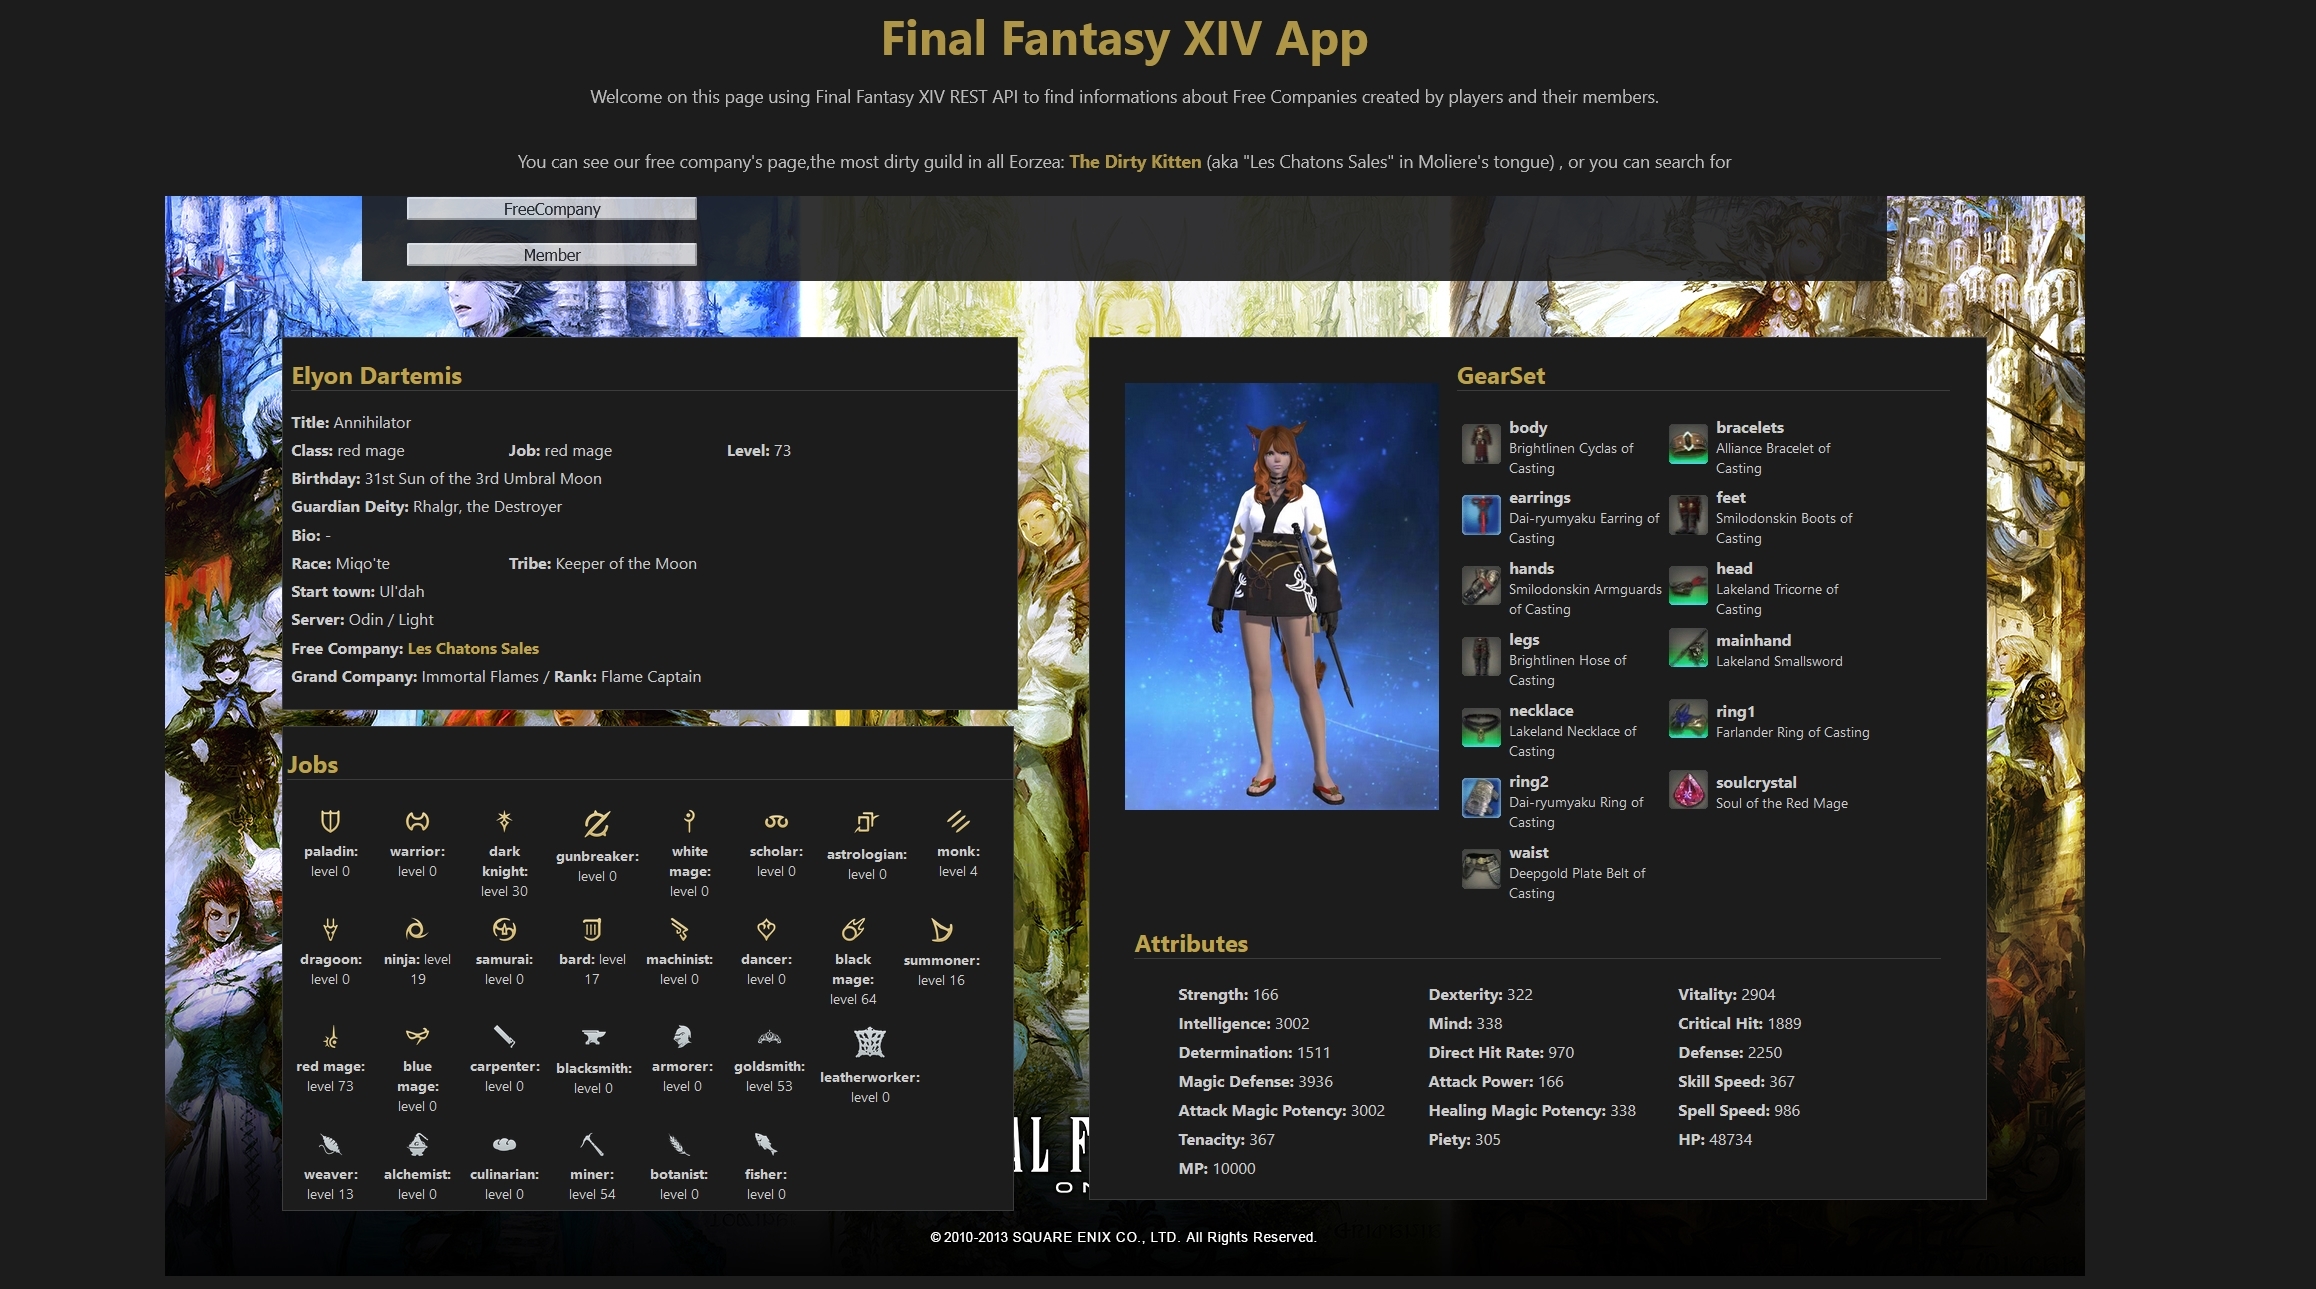 Final Fantasy XIV App
Welcome on this page using Final Fantasy XIV REST API to find informations about Free Companies created by players and their members.
You can see our free company's page,the most dirty guild in all Eorzea: The Dirty Kitten (aka "Les Chatons Sales" in Moliere's tongue) , or you can search for
FreeCompany
Member
Elyon Dartemis
Title: Annihilator
Class: red mage Job: red mage Level: 73
Birthday: 31st Sun of the 3rd Umbral Moon
Guardian Deity: Rhalgr, the Destroyer
Bio: -
Race: Miqo'te Tribe: Keeper of the Moon
Start town: Ul'dah
Server: Odin / Light
Free Company: Les Chatons Sales
Grand Company: Immortal Flames / Rank: Flame Captain
Jobs
paladin:
level 0
warrior:
level 0
dark
knight:
level 30
gunbreaker:
level 0
white
mage:
level 0
scholar:
level 0
astrologian:
level 0
monk:
level 4
dragoon:
level 0
ninja: level
19
samurai:
level 0
bard: level
17
machinist:
level 0
dancer:
level 0
black
mage:
level 64
summoner:
level 16
red mage:
level 73
blue
mage:
level 0
carpenter:
level 0
blacksmith:
level 0
armorer:
level 0
goldsmith:
level 53
leatherworker:
level 0
weaver:
level 13
alchemist:
level 0
culinarian:
level 0
miner:
level 54
botanist:
level 0
fisher:
level 0
GearSet
body
Brightlinen Cyclas of
Casting
bracelets
Alliance Bracelet of
Casting
earrings
Dai-ryumyaku Earring of
Casting
feet
Smilodonskin Boots of
Casting
hands
Smilodonskin Armguards
of Casting
head
Lakeland Tricorne of
Casting
legs
Brightlinen Hose of
Casting
mainhand
Lakeland Smallsword
necklace
Lakeland Necklace of
Casting
ring1
Farlander Ring of Casting
ring2
Dai-ryumyaku Ring of
Casting
soulcrystal
Soul of the Red Mage
waist
Deepgold Plate Belt of
Casting
Attributes
Strength: 166 Dexterity: 322 Vitality: 2904
Intelligence: 3002 Mind: 338 Critical Hit: 1889
Determination: 1511 Direct Hit Rate: 970 Defense: 2250
Magic Defense: 3936 Attack Power: 166 Skill Speed: 367
Attack Magic Potency: 3002 Healing Magic Potency: 338 Spell Speed: 986
Tenacity: 367 Piety: 305 HP: 48734
MP: 10000
AL F
ON
© 2010-2013 SQUARE ENIX CO., LTD. All Rights Reserved.